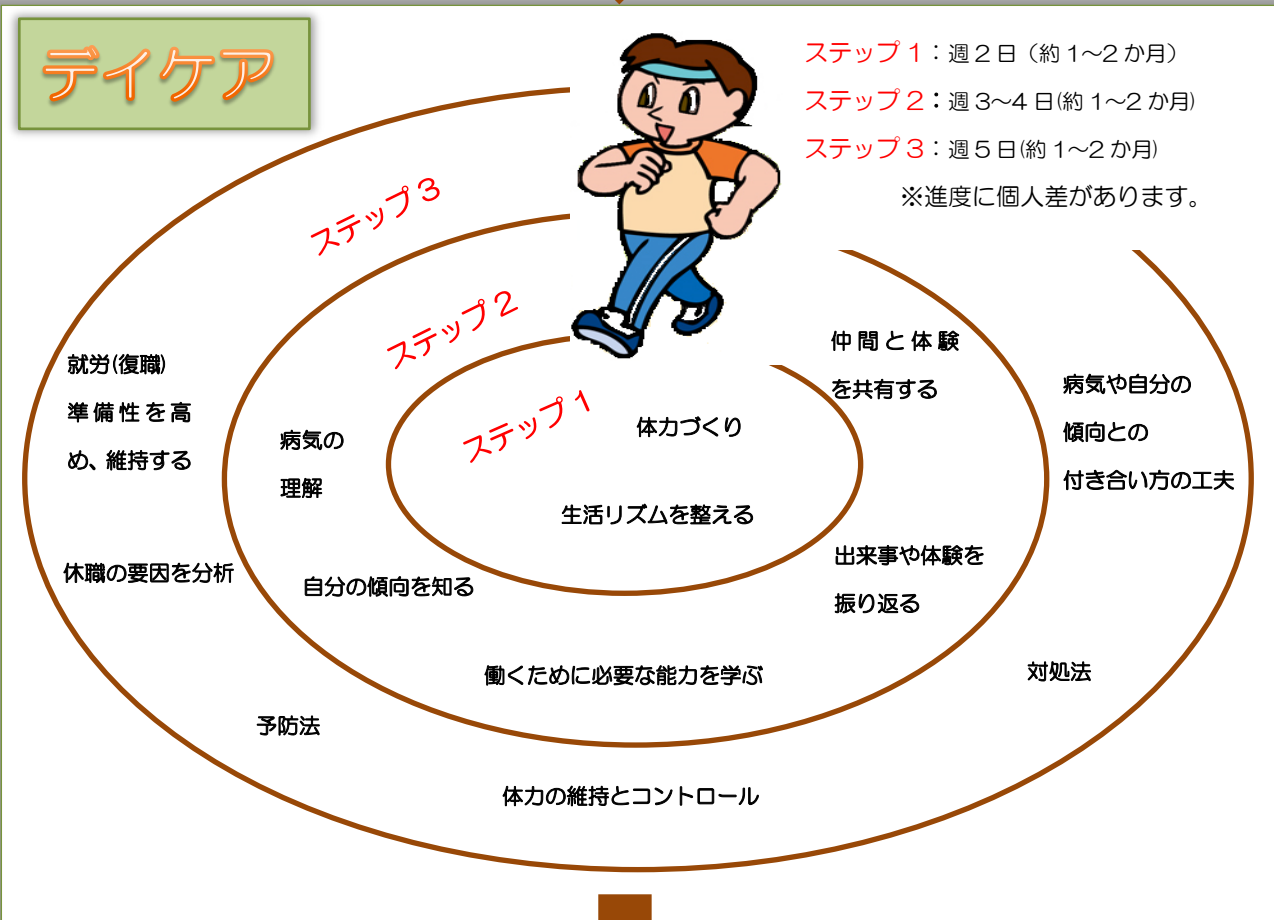 デイケア
ステップ1：週2日（約1～2か月）
ステップ2：週3～4日(約1～2か月)
ステップ3：週5日(約1～2か月)
※進度に個人差があります。
ステップ3
ステップ2
ステップ1
体力づくり
生活リズムを整える
病気の
理解
自分の傾向を知る
働くために必要な能力を学ぶ
仲間と体験
を共有する
出来事や体験を
振り返る
就労(復職)
準備性を高
め、維持する
休職の要因を分析
予防法
体力の維持とコントロール
病気や自分の
傾向との
付き合い方の工夫
対処法